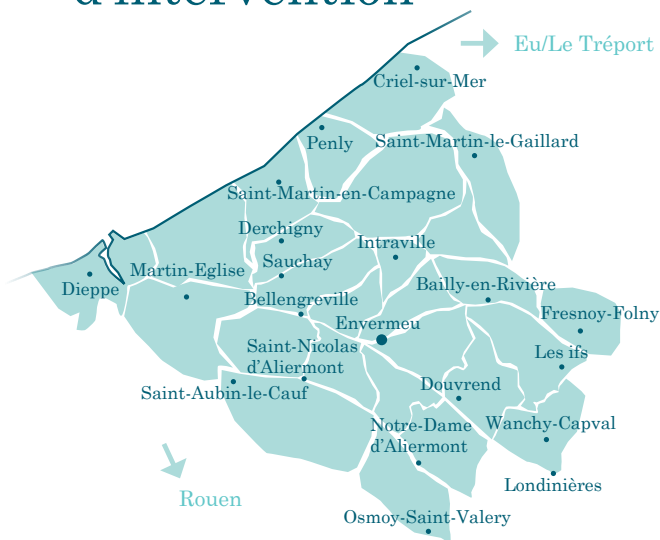 d'intervention
Eu/Le Tréport
Criel-sur-Mer
Penly
Saint-Martin-le-Gaillard
Saint-Martin-en-Campagne
Derchigny
Intraville
Sauchay
Martin-Eglise
Dieppe
Bailly-en-Rivière
Bellengreville
Fresnoy-Folny
Envermeu
Saint-Nicolas
d'Aliermont
Les ifs
Saint-Aubin-le-Cauf
Douvrend
Notre-Dame
d'Aliermont
Wanchy-Capval
Londinières
Rouen
Osmoy-Saint-Valery